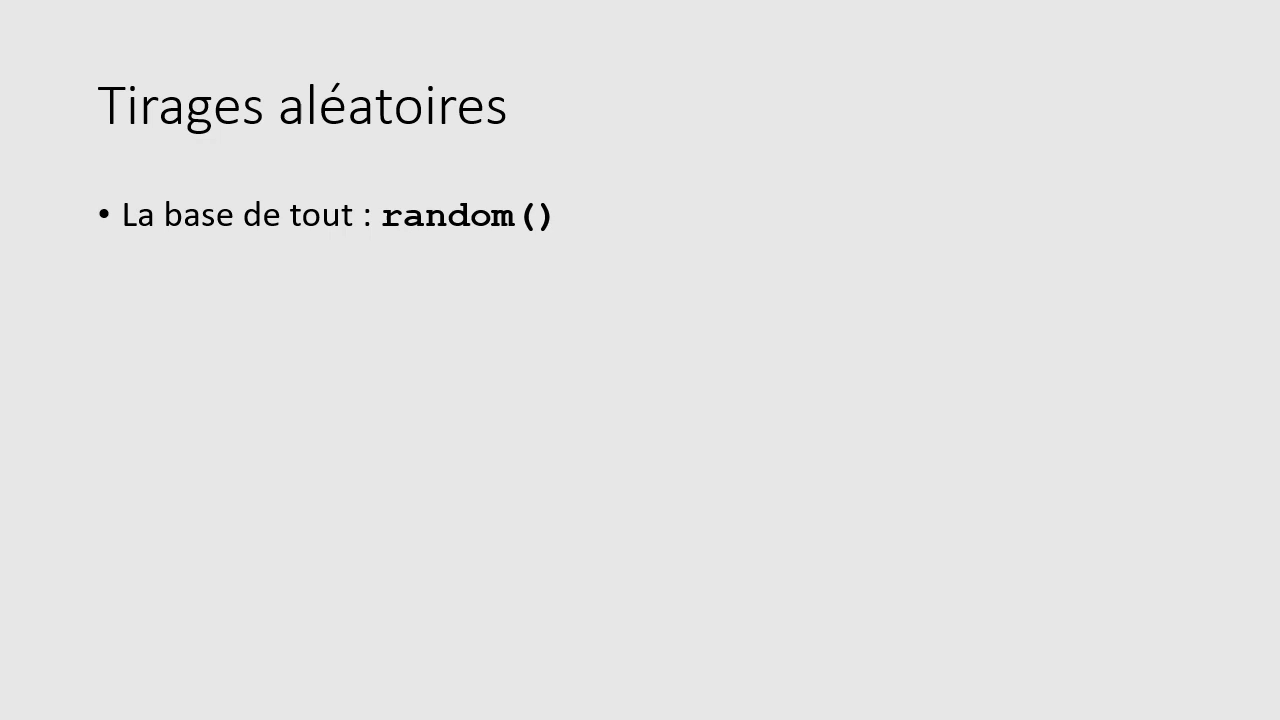 Tirages aléatoires
• La base de tout : random()